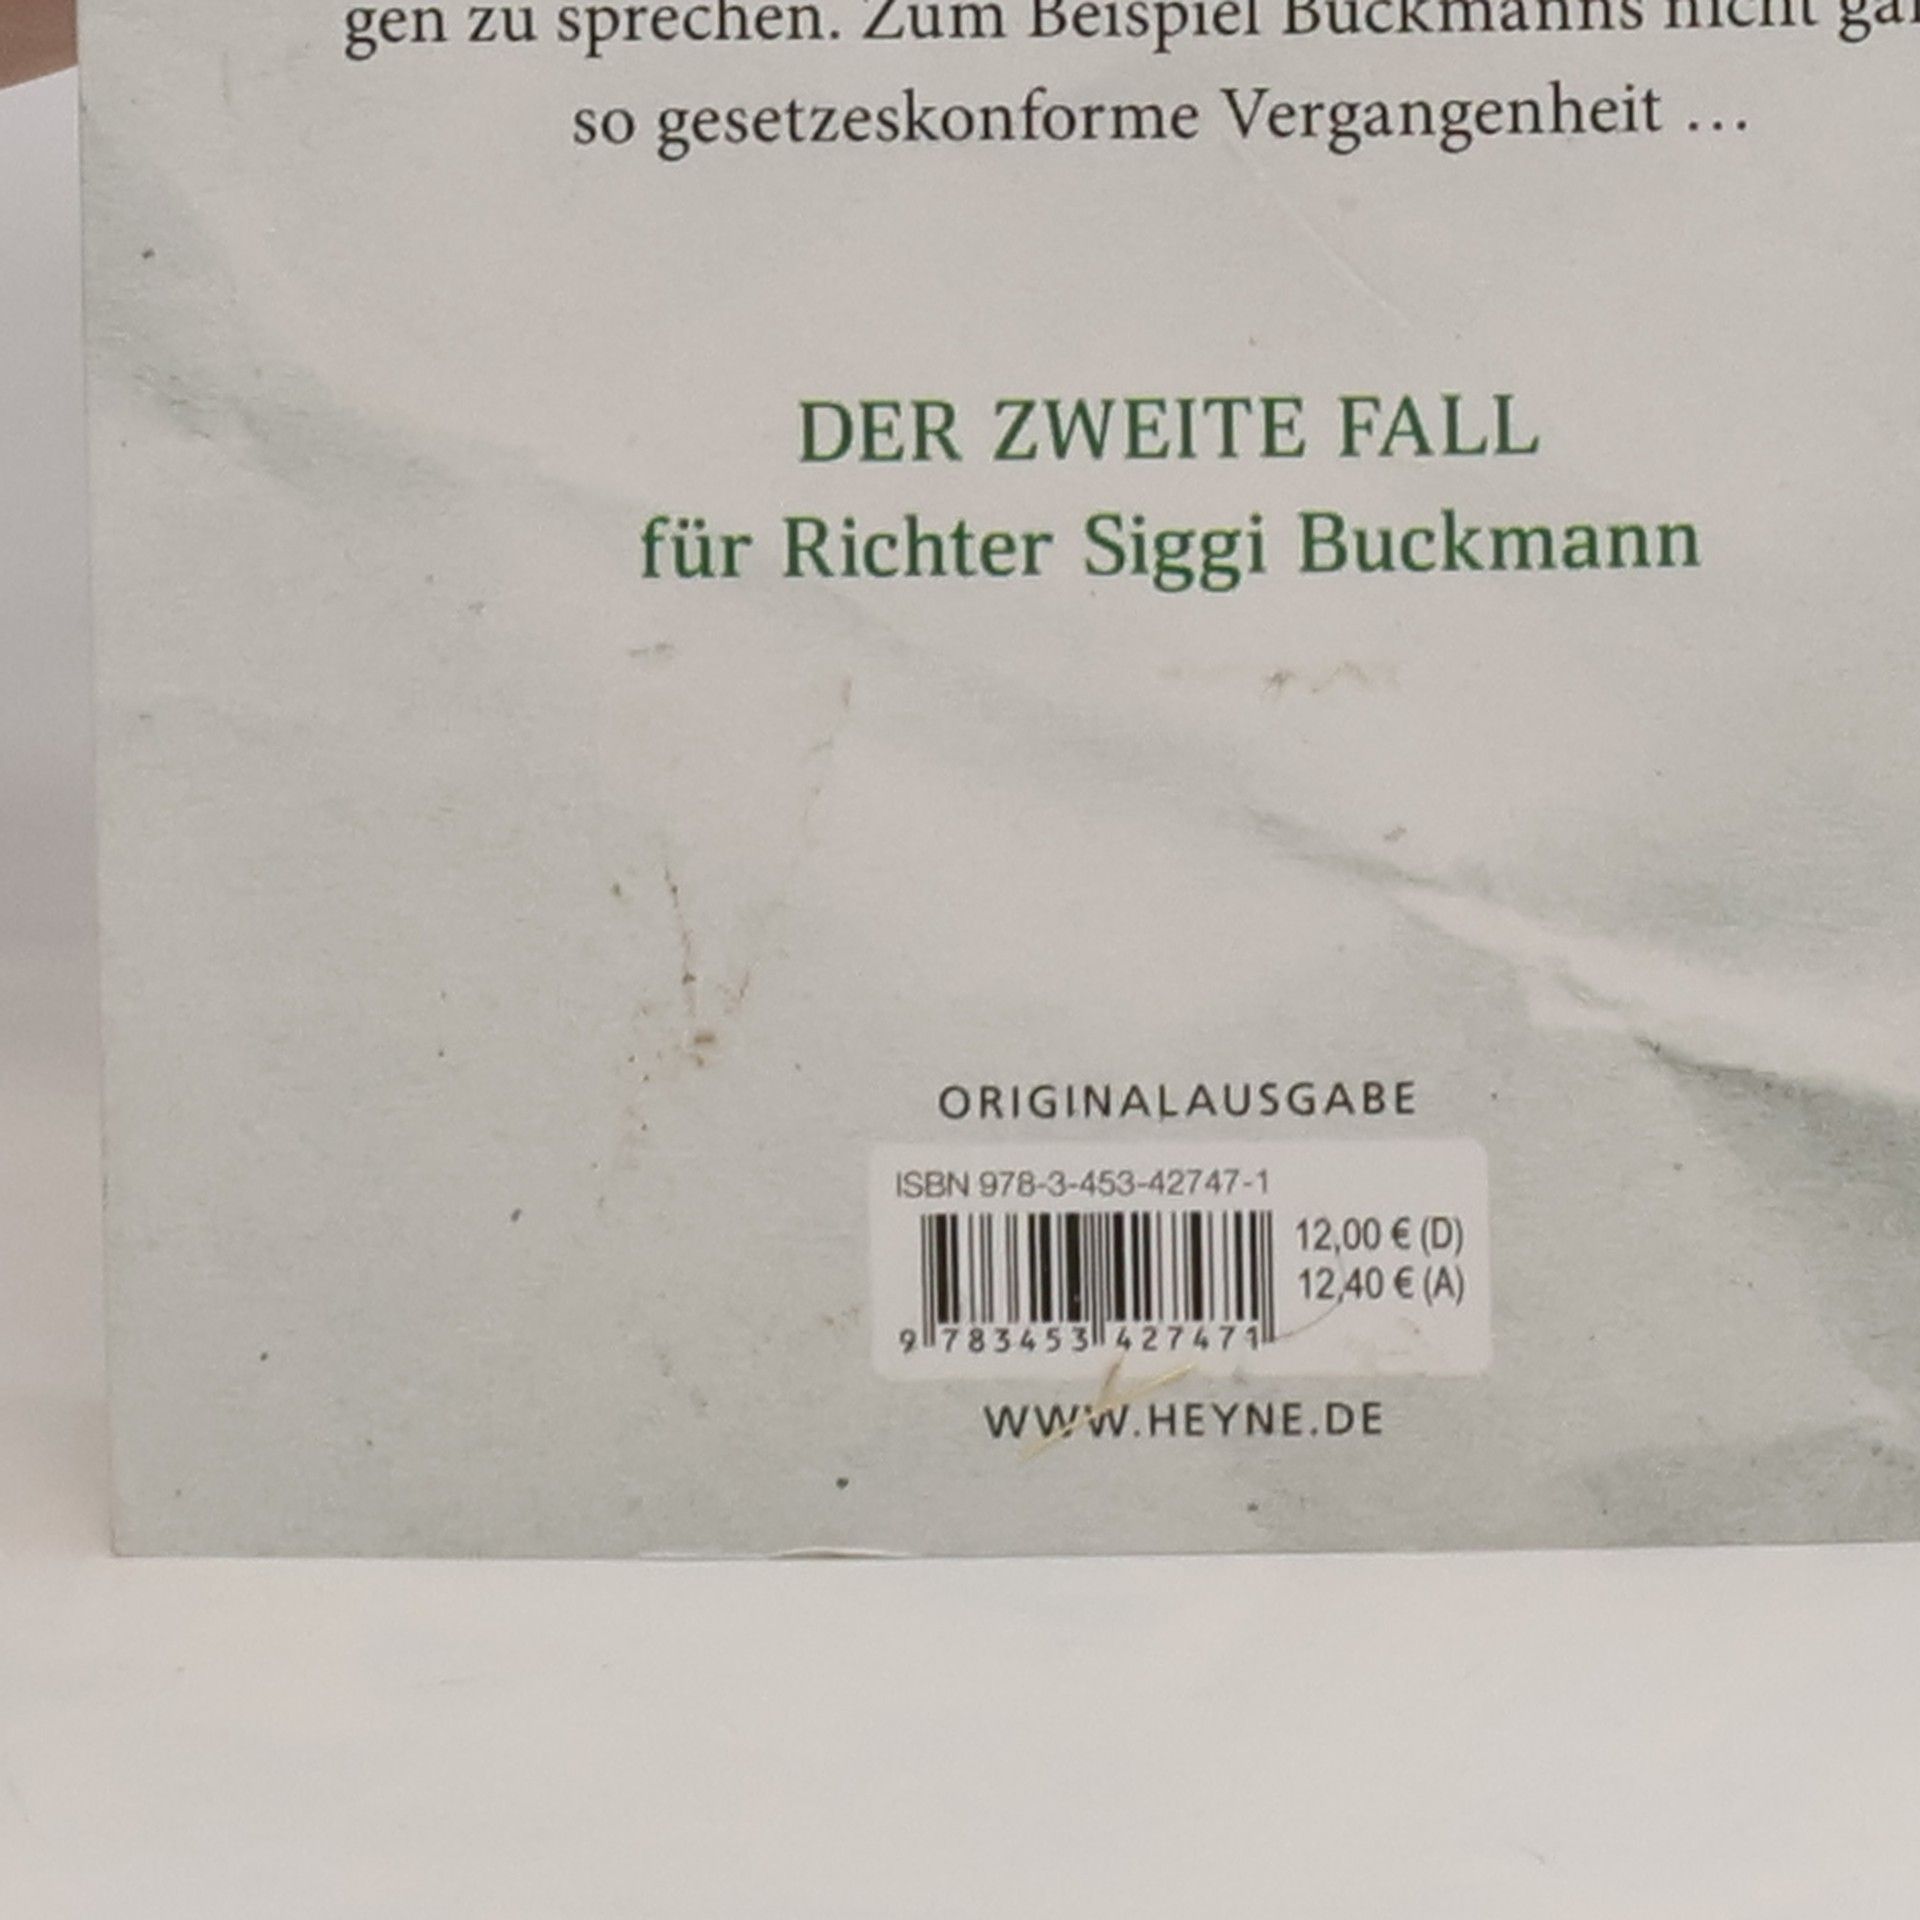 gen zu sprechen. Zum Beispiel Buckmanns nicht
so gesetzeskonforme Vergangenheit …
DER ZWEITE FALL
für Richter Siggi Buckmann
ORIGINALAUSGABE
ISBN 978-3-453-42747-1
12,00 € (D)
12,40 € (A)
9 783453 427471
WWW.HEYNE.DE